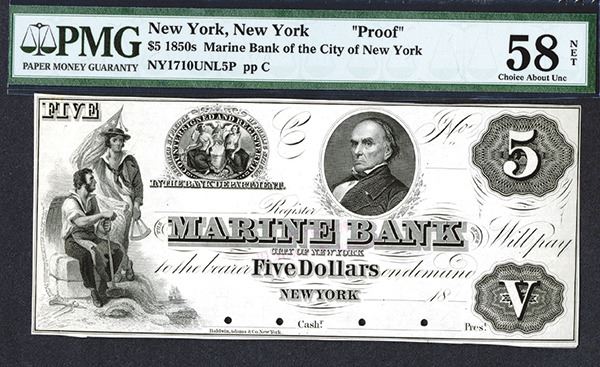 PMG
PAPER MONEY GUARANTY
New York, New York "Proof"
$5 1850s Marine Bank of the City of New York
NY1710UNL5P pp C
58 NET
Choice About Unc
FIVE
COUNTERSIGNED AND REGISTERED
IN THE BANK DEPARTMENT.
C
No
5
Register
MARINE BANK
Will pay
CITY OF NEW YORK
to the bearer Five Dollars on demand
NEW YORK 18
V
Cash! Pres!
Baldwin, Adams & Co. New York.